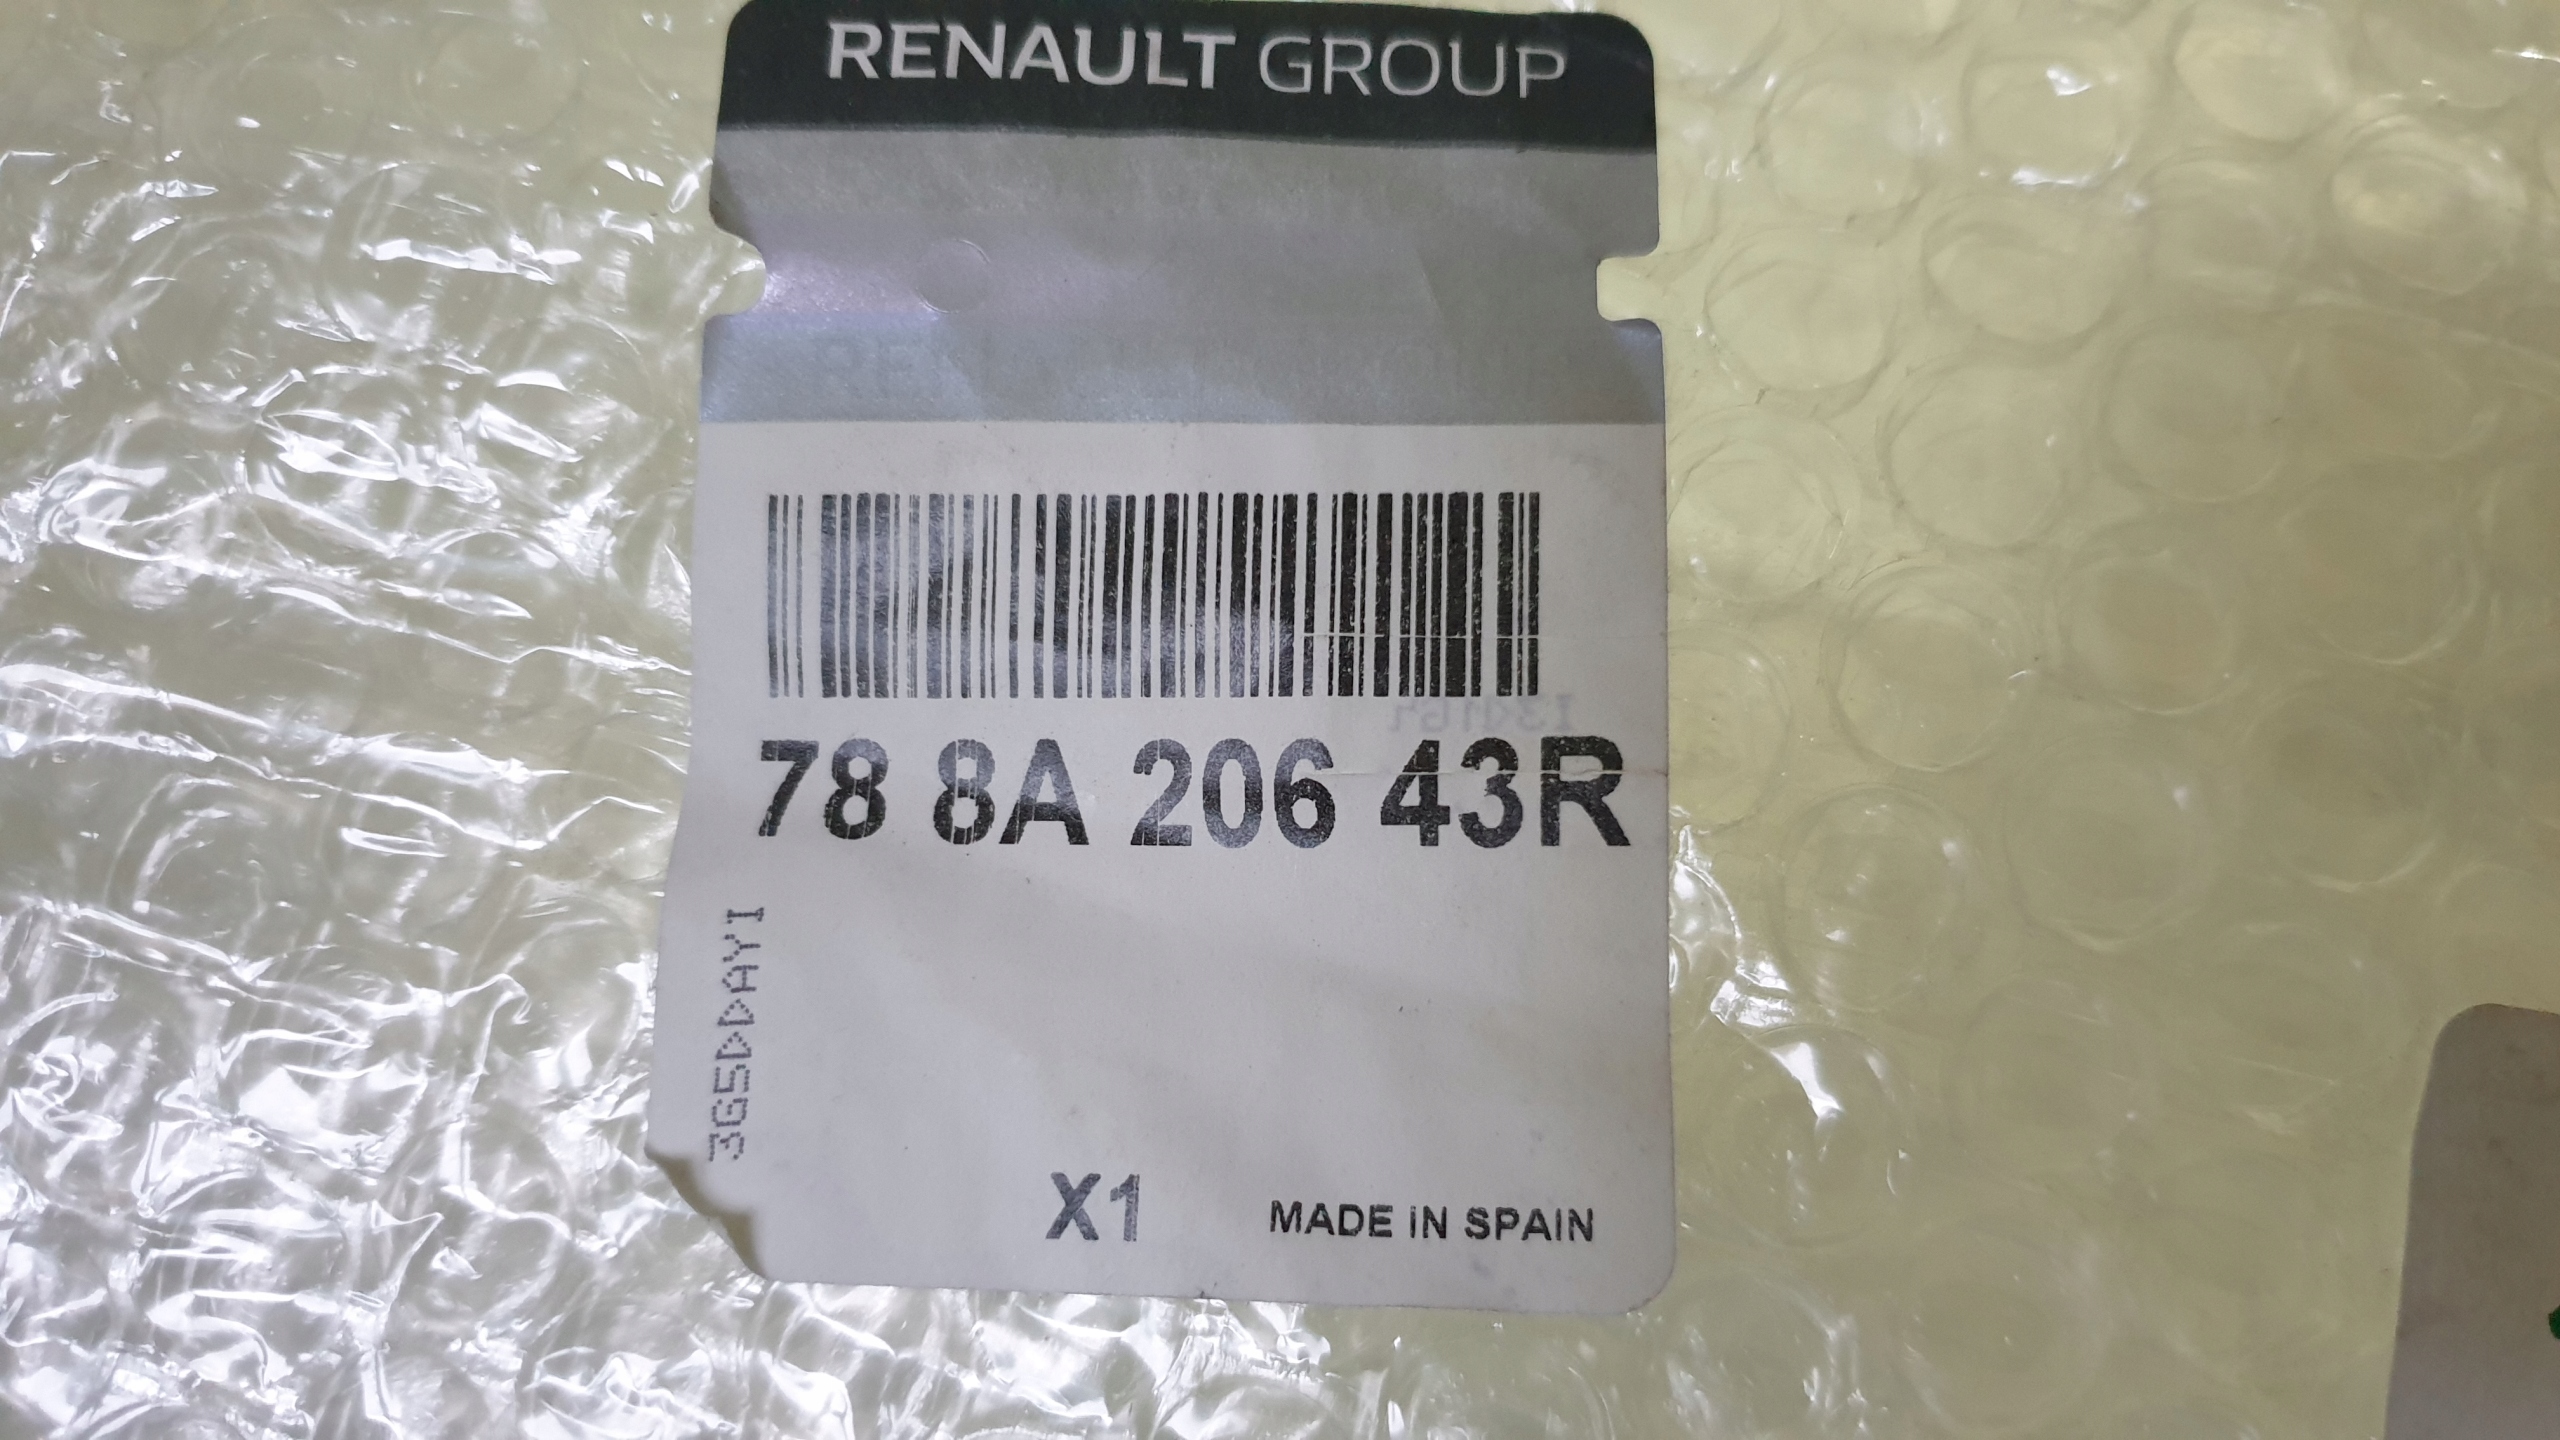 RENAULT GROUP
78 8A 206 43R
3G5DDAYI
X1
MADE IN SPAIN